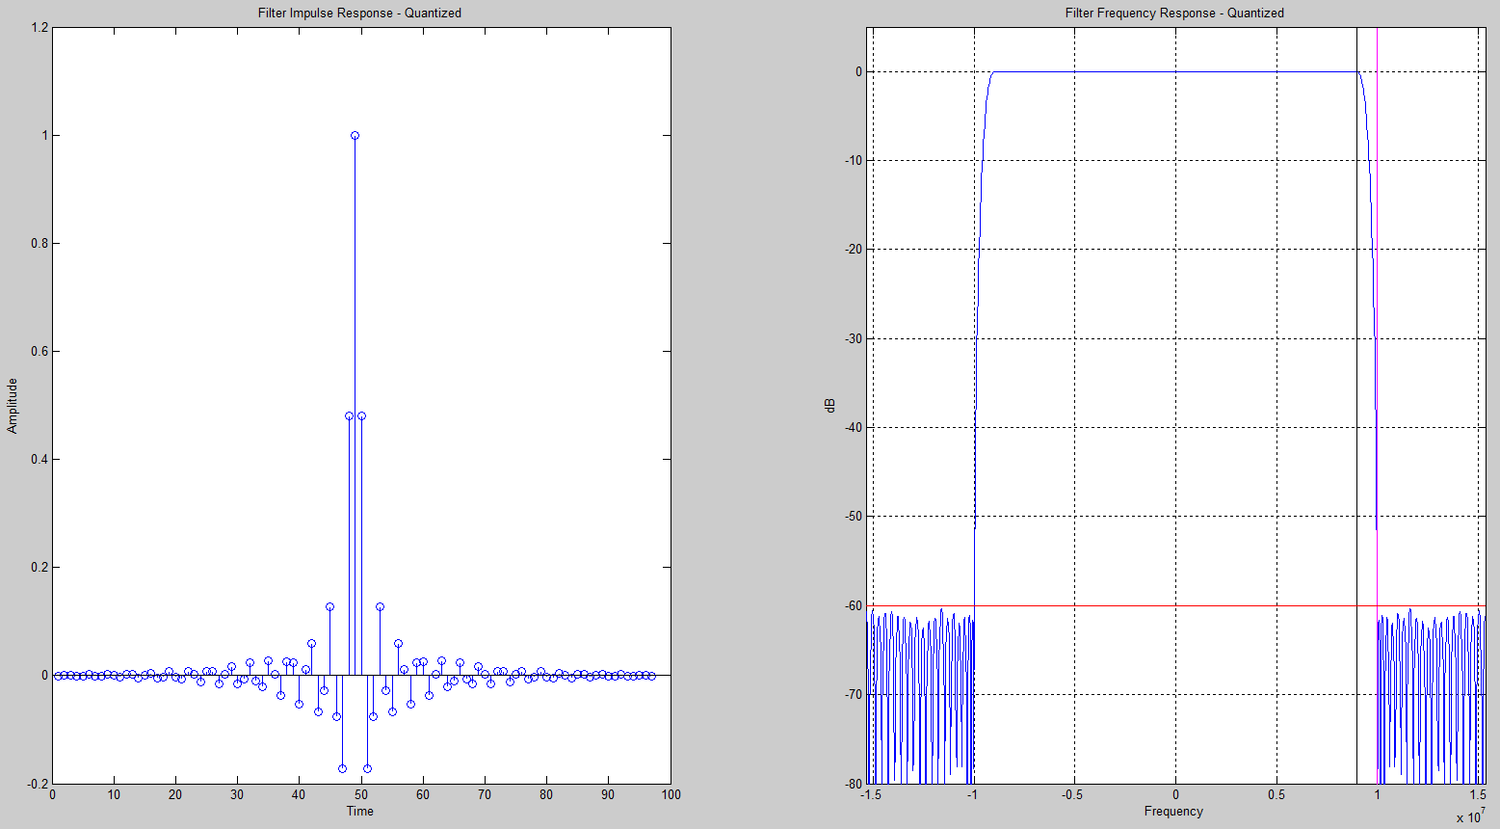 Filter Impulse Response - Quantized
1.2
1
0.8
0.6
0.4
0.2
0
-0.2
Amplitude
0 10 20 30 40 50 60 70 80 90 100
Time
Filter Frequency Response - Quantized
0
-10
-20
-30
-40
-50
-60
-70
-80
dB
-1.5 -1 -0.5 0 0.5 1 1.5
Frequency
x 10^7